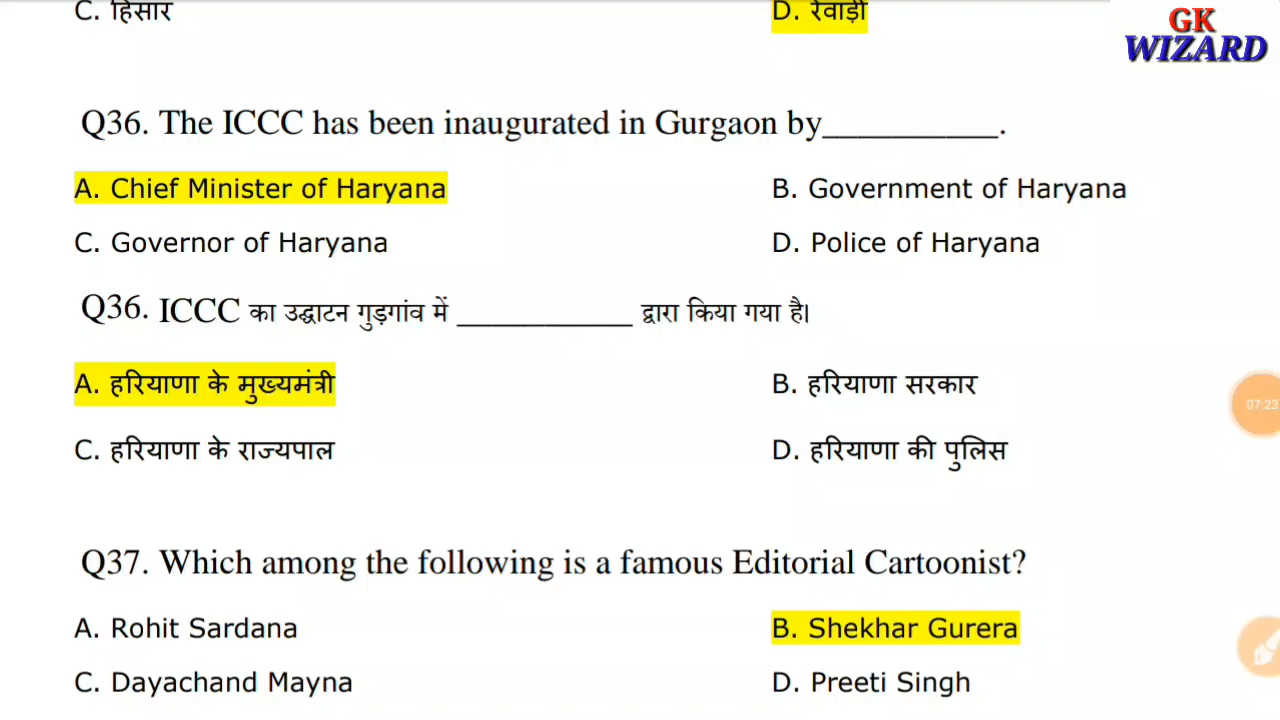 C. हिसार D. रेवाड़ी
GK
WIZARD
Q36. The ICCC has been inaugurated in Gurgaon by__________.
A. Chief Minister of Haryana B. Government of Haryana
C. Governor of Haryana D. Police of Haryana
Q36. ICCC का उद्घाटन गुड़गांव में __________ द्वारा किया गया है।
A. हरियाणा के मुख्यमंत्री B. हरियाणा सरकार
07:23
C. हरियाणा के राज्यपाल D. हरियाणा की पुलिस
Q37. Which among the following is a famous Editorial Cartoonist?
A. Rohit Sardana B. Shekhar Gurera
C. Dayachand Mayna D. Preeti Singh